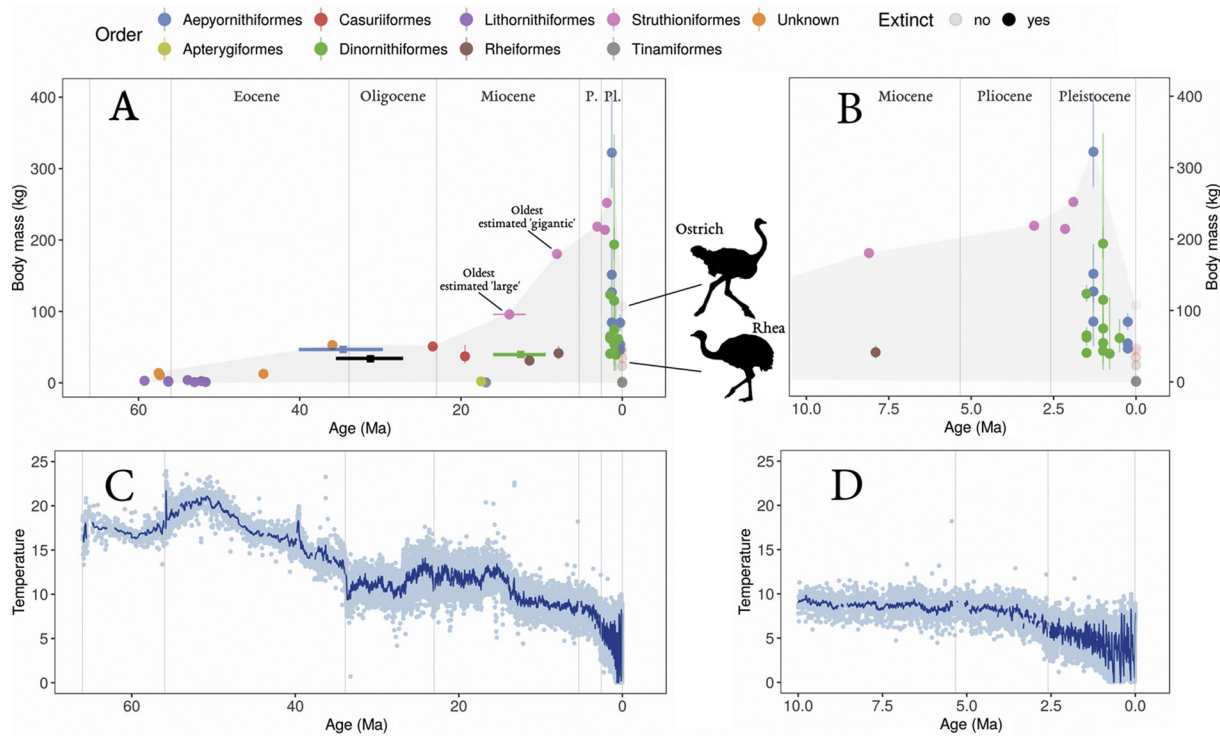 Order
Aepyornithiformes
Casuriiformes
Lithornithiformes
Struthioniformes
Unknown
Extinct
no
yes
Apterygiformes
Dinornithiformes
Rheiformes
Tinamiformes
A
Eocene
Oligocene
Miocene
P.
Pl.
400
300
200
100
0
Body mass (kg)
Oldest
estimated 'gigantic'
Oldest
estimated 'large'
60
40
20
0
Age (Ma)
Ostrich
Rhea
B
Miocene
Pliocene
Pleistocene
400
300
200
100
0
Body mass (kg)
10.0
7.5
5.0
2.5
0.0
Age (Ma)
C
25
20
15
10
5
0
Temperature
60
40
20
0
Age (Ma)
D
25
20
15
10
5
0
Temperature
10.0
7.5
5.0
2.5
0.0
Age (Ma)